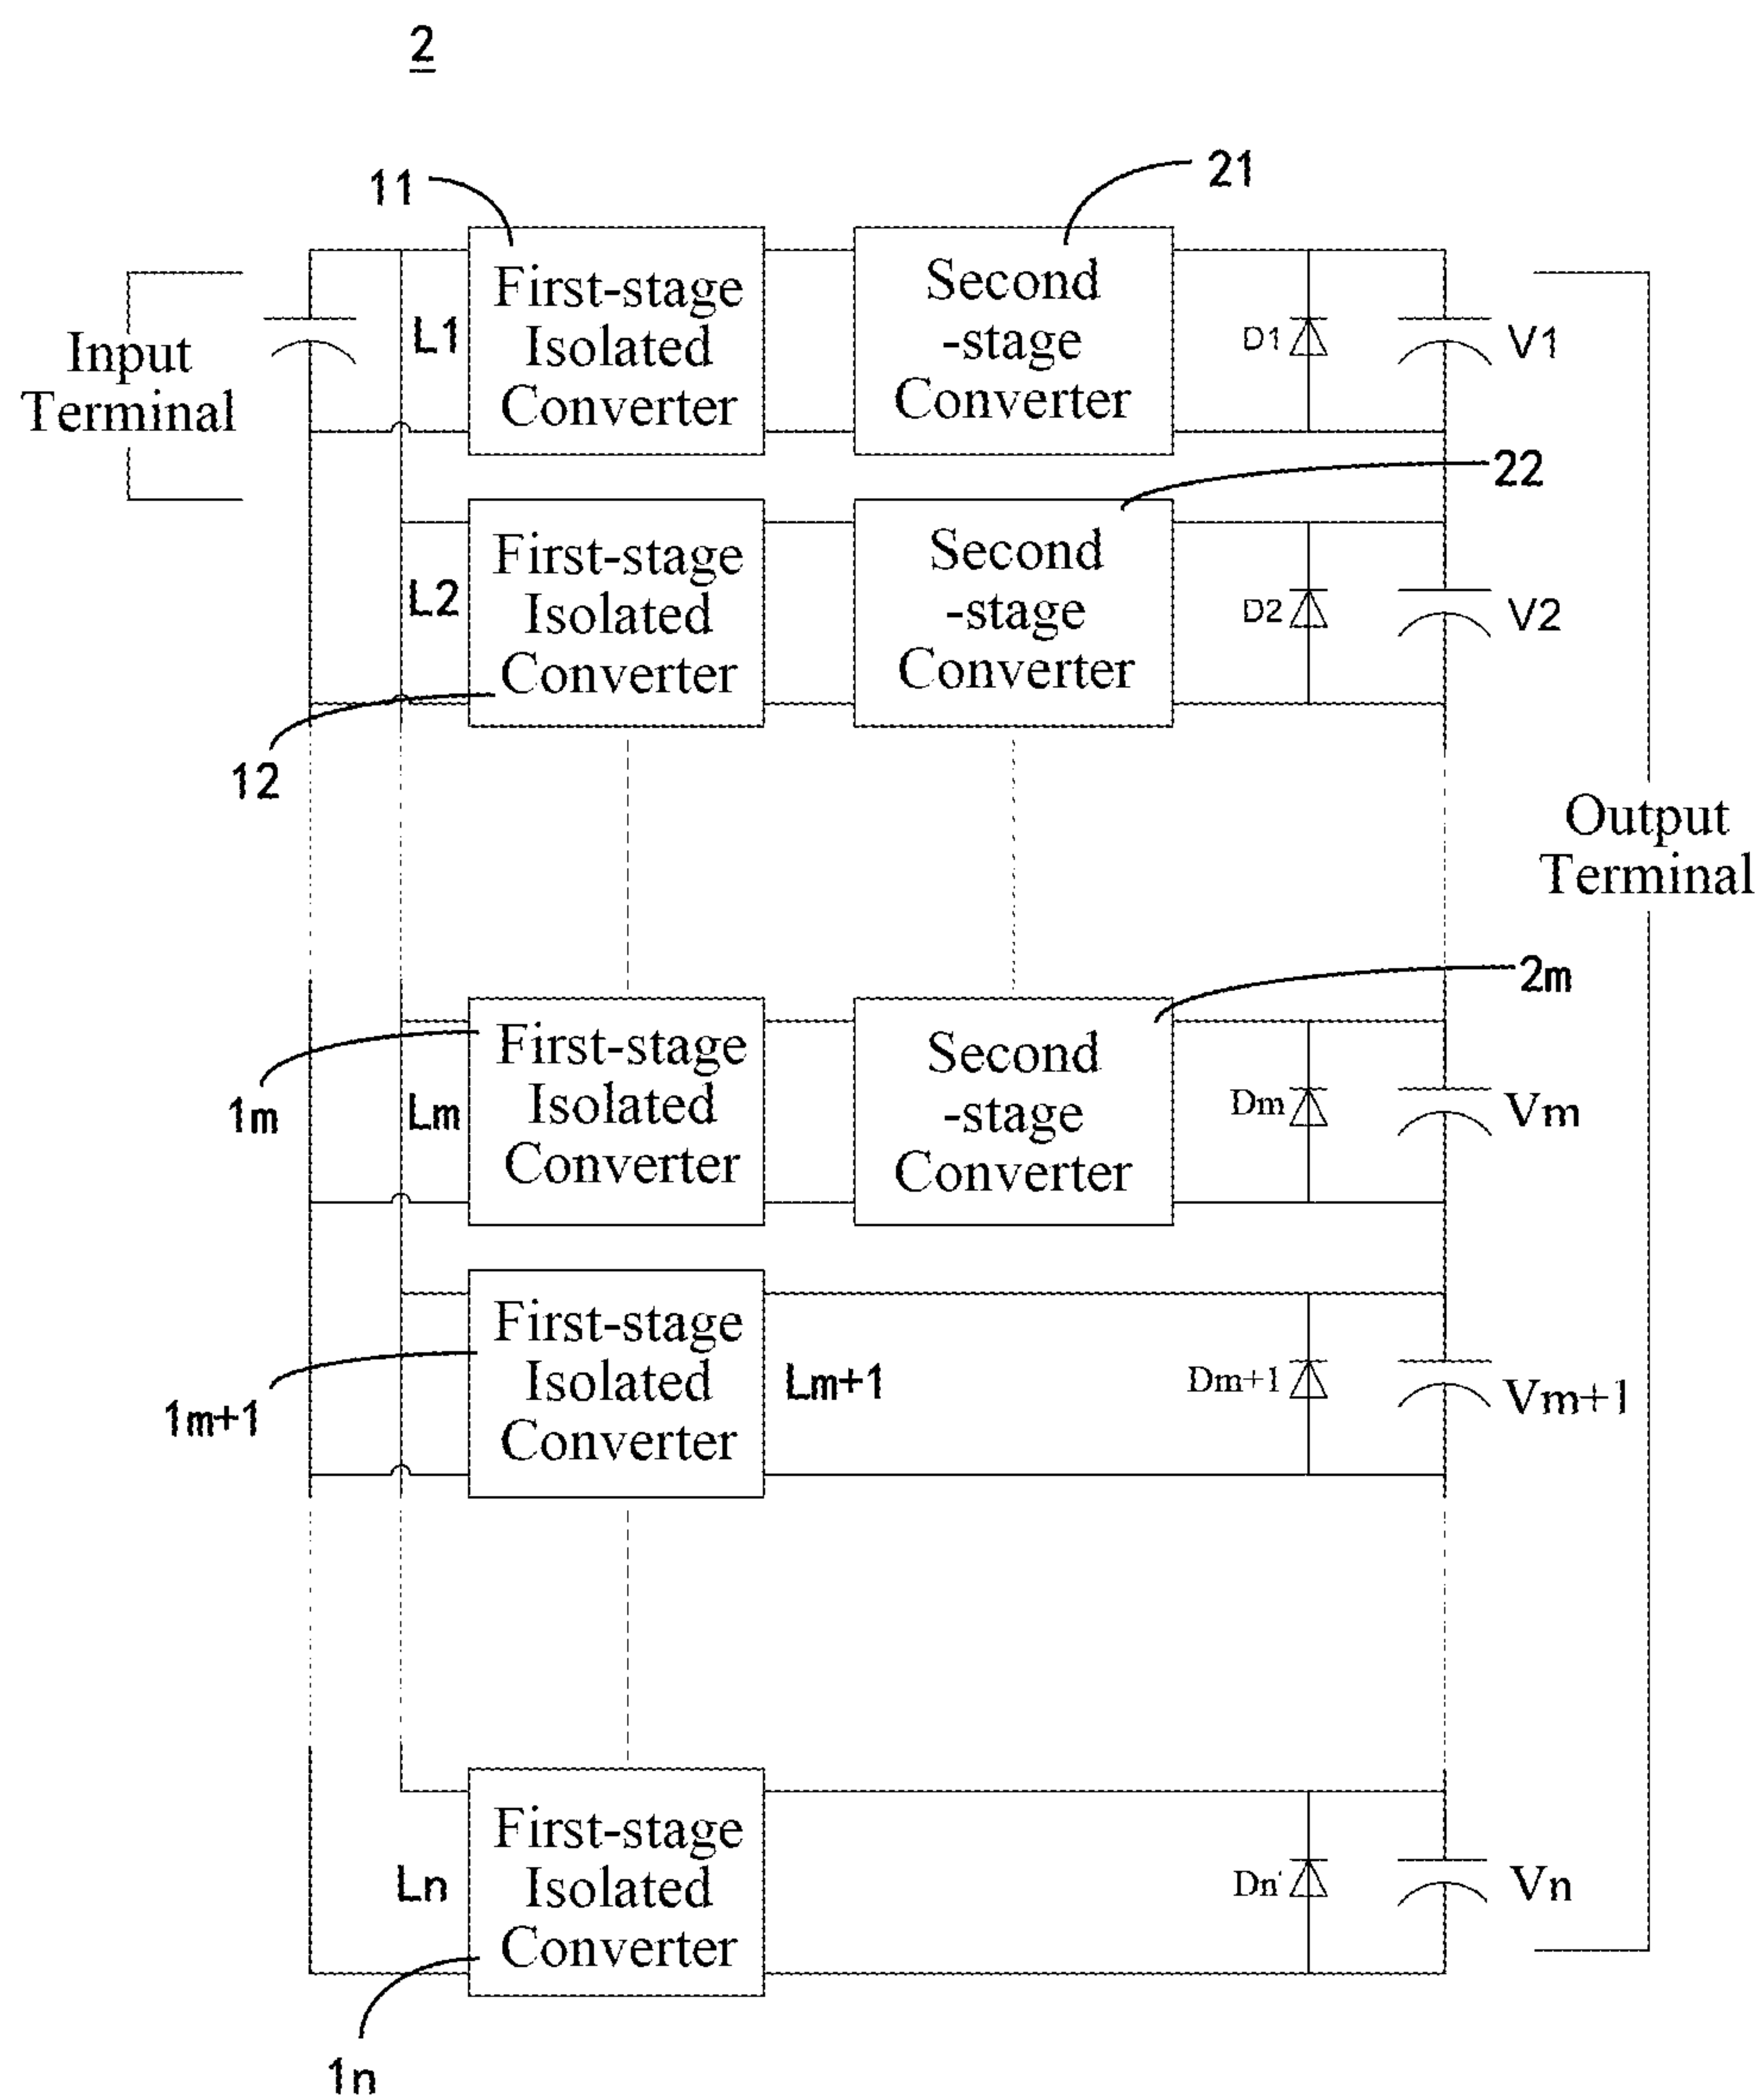 2
11
21
Input
Terminal
L1
First-stage
Isolated
Converter
Second
-stage
Converter
D1
V1
22
L2
First-stage
Isolated
Converter
Second
-stage
Converter
D2
V2
12
Output
Terminal
2m
1m
Lm
First-stage
Isolated
Converter
Second
-stage
Converter
Dm
Vm
1m+1
First-stage
Isolated
Converter
Lm+1
Dm+1
Vm+1
Ln
First-stage
Isolated
Converter
Dn'
Vn
1n